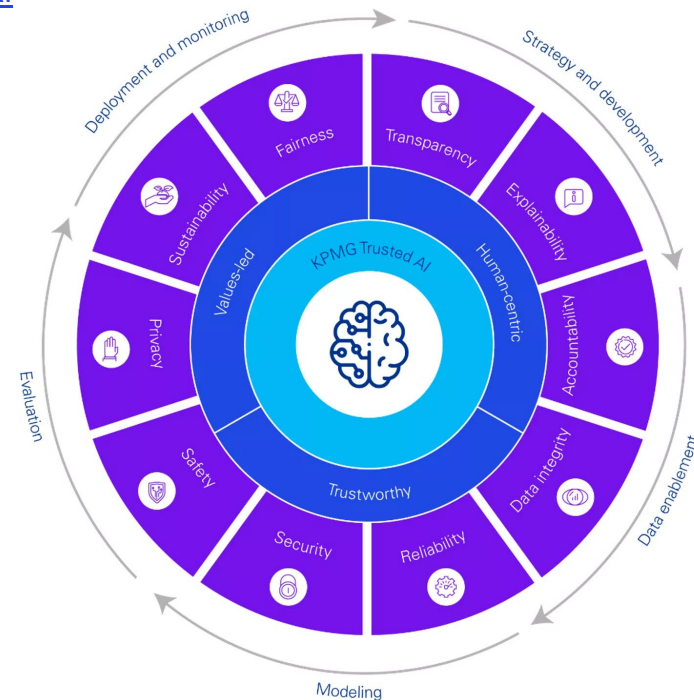 Deployment and monitoring
Strategy and development
Fairness
Transparency
Sustainability
Explainability
Values-led
KPMG Trusted AI
Human-centric
Privacy
Accountability
Evaluation
Safety
Trustworthy
Data integrity
Data enablement
Security
Reliability
Modeling